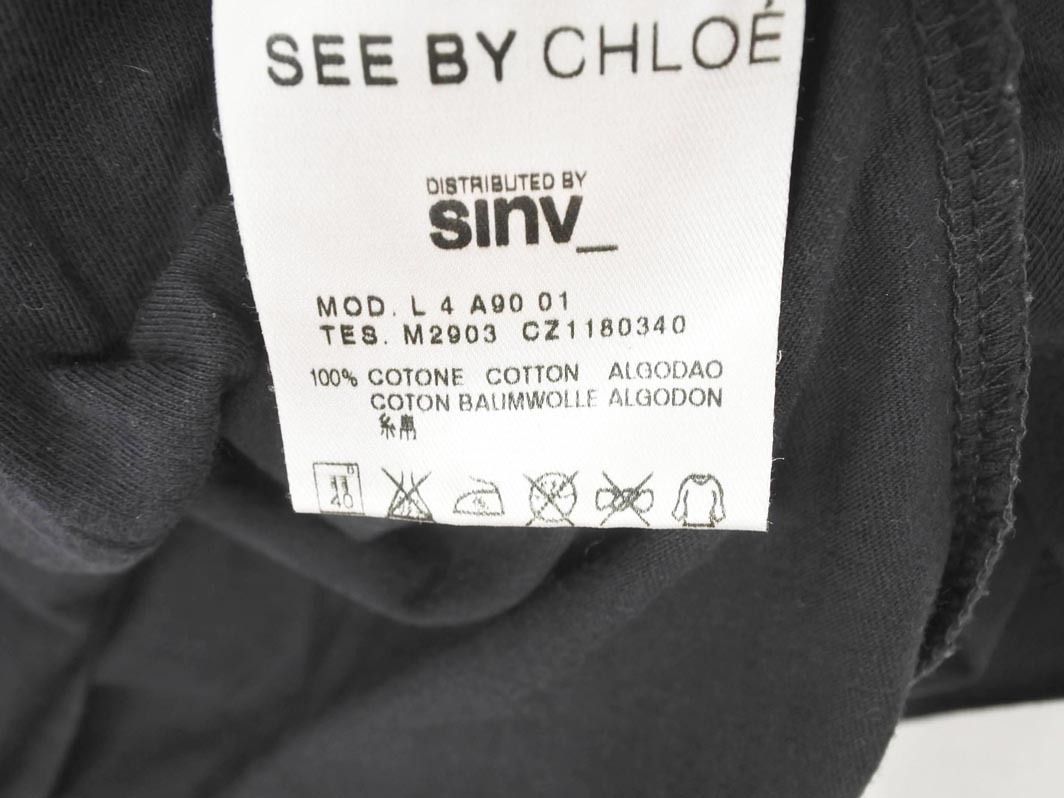 SEE BY CHLOÉ
DISTRIBUTED BY
sinv_
MOD. L 4 A90 01
TES. M2903 CZ1180340
100% COTONE COTTON ALGODAO
COTON BAUMWOLLE ALGODON
40